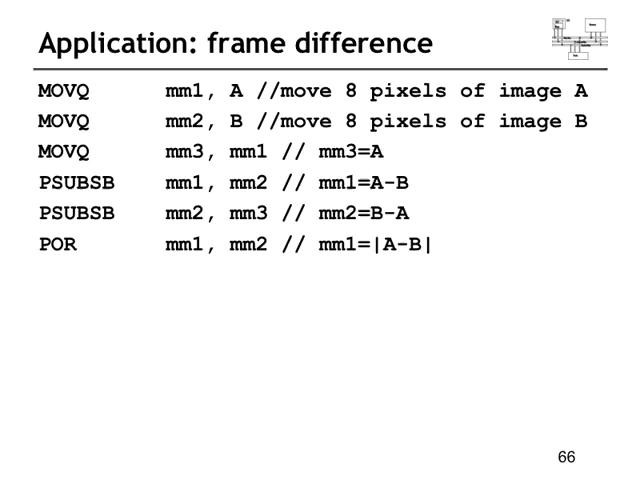 Application: frame difference
MOVQ mm1, A //move 8 pixels of image A
MOVQ mm2, B //move 8 pixels of image B
MOVQ mm3, mm1 // mm3=A
PSUBSB mm1, mm2 // mm1=A-B
PSUBSB mm2, mm3 // mm2=B-A
POR mm1, mm2 // mm1=|A-B|
66